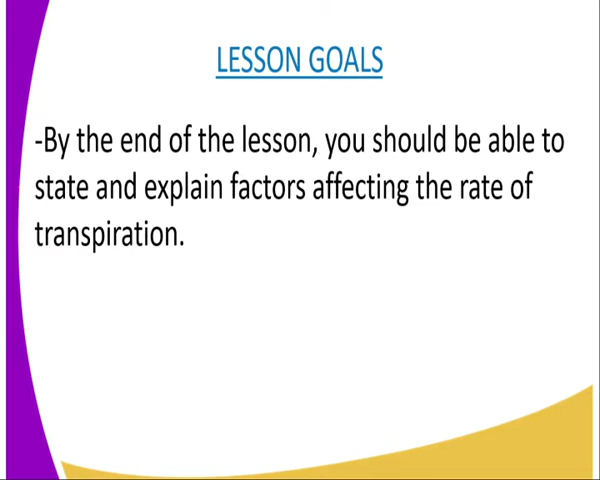 LESSON GOALS
-By the end of the lesson, you should be able to
state and explain factors affecting the rate of
transpiration.